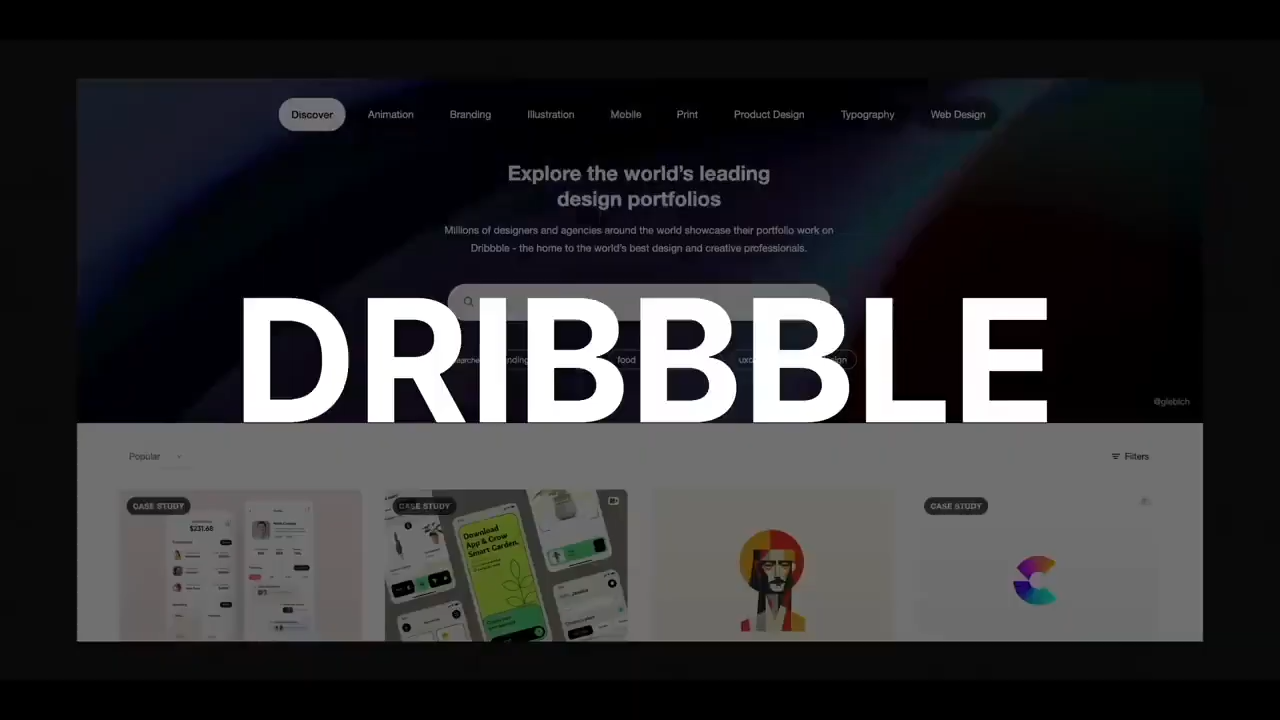 Discover Animation Branding Illustration Mobile Print Product Design Typography Web Design
Explore the world's leading
design portfolios
Millions of designers and agencies around the world showcase their portfolio work on
Dribbble - the home to the world's best design and creative professionals.
DRIBBBLE
food
@glebich
Popular
Filters
CASE STUDY
$231.68
CASE STUDY
Download
App & Grow
Smart Garden.
CASE STUDY